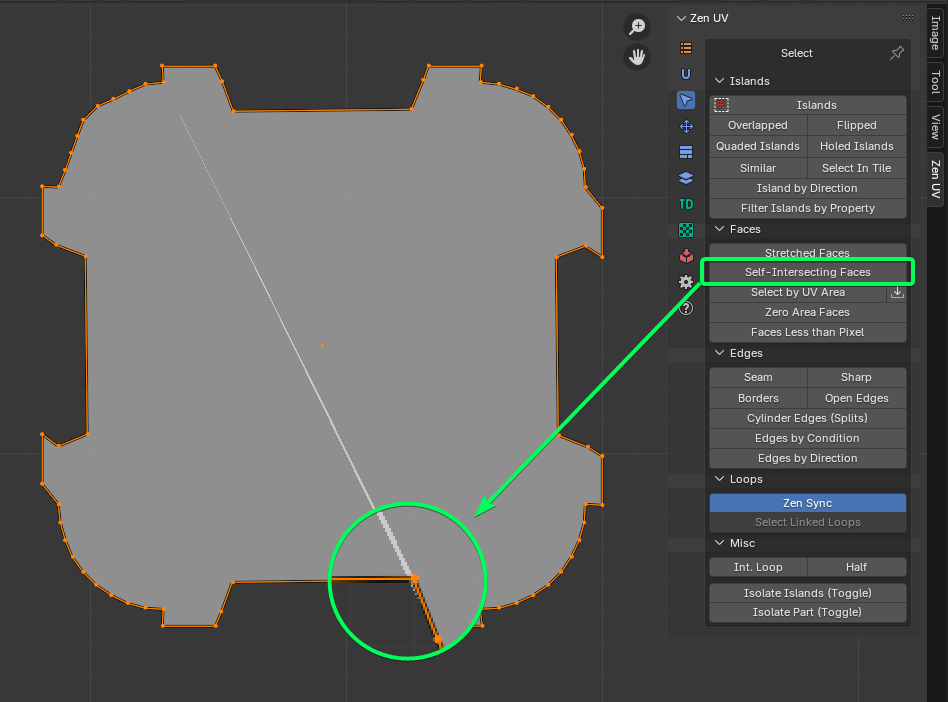 Zen UV
Select
Islands
Islands
Overlapped Flipped
Quaded Islands Holed Islands
Similar Select In Tile
Island by Direction
Filter Islands by Property
Faces
Stretched Faces
Self-Intersecting Faces
Select by UV Area
Zero Area Faces
Faces Less than Pixel
Edges
Seam Sharp
Borders Open Edges
Cylinder Edges (Splits)
Edges by Condition
Edges by Direction
Loops
Zen Sync
Select Linked Loops
Misc
Int. Loop Half
Isolate Islands (Toggle)
Isolate Part (Toggle)
U
TD
?
Image
Tool
View
Zen UV